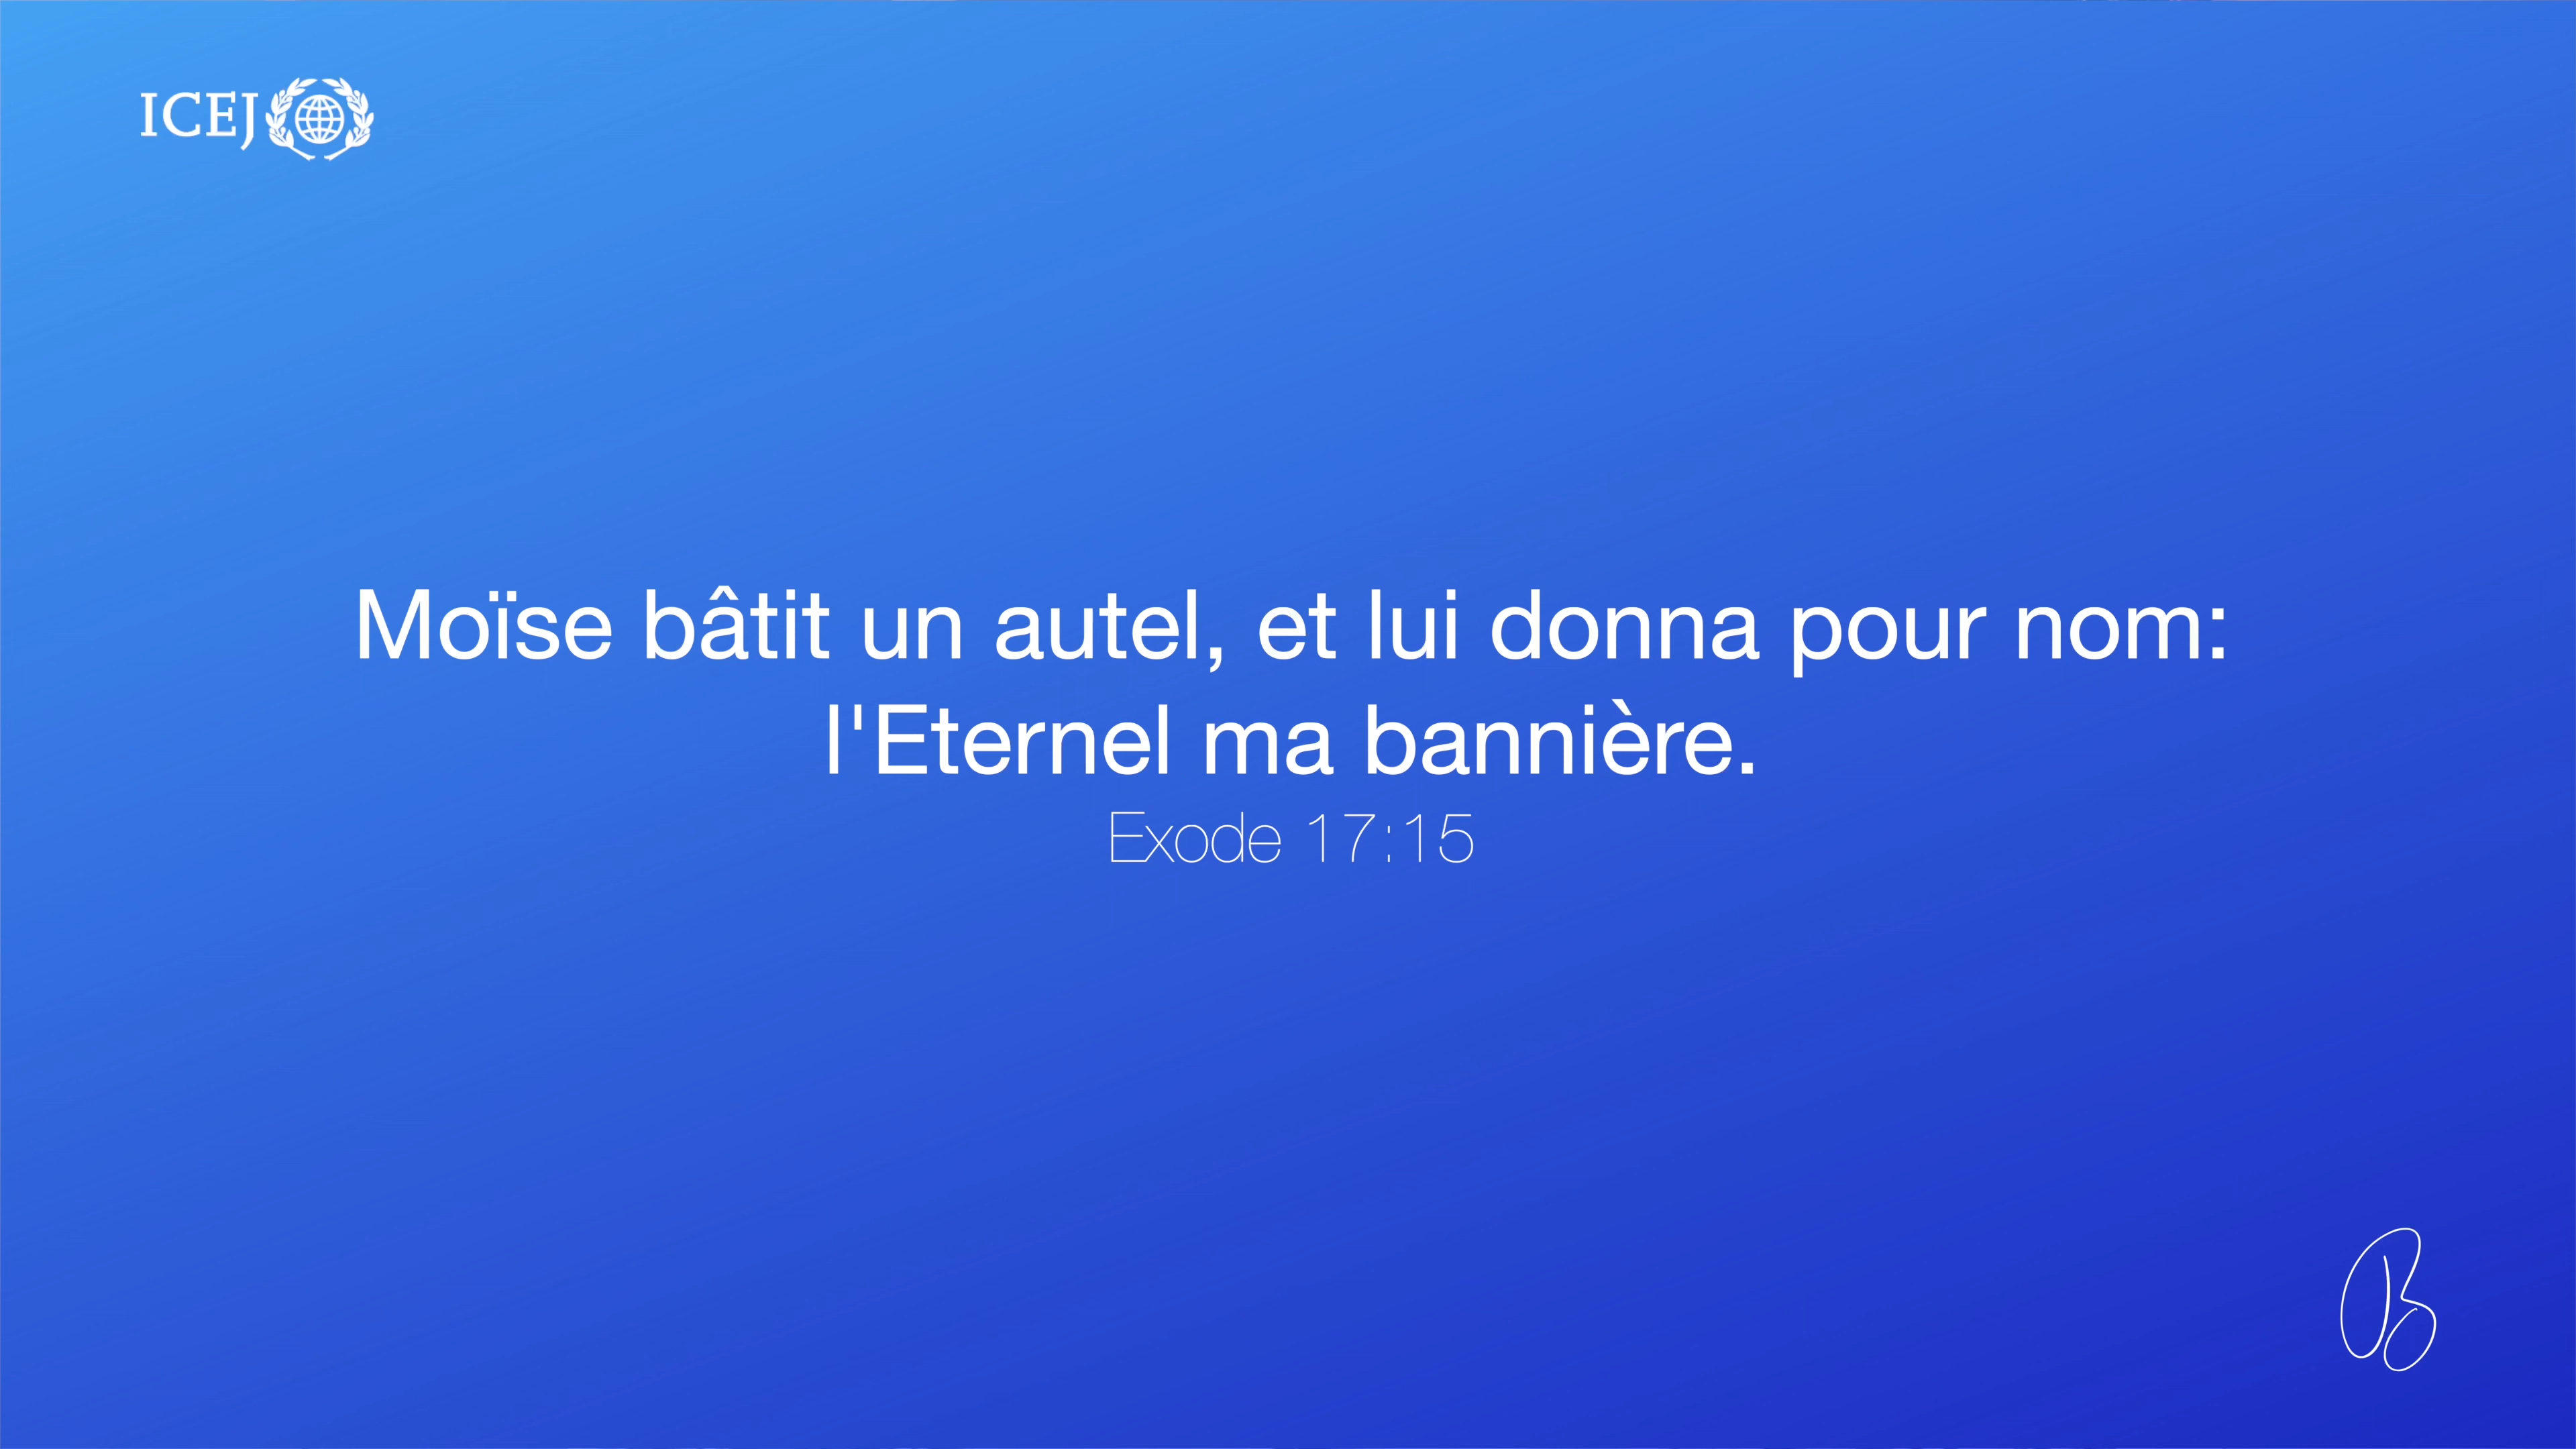 ICEJ
Moïse bâtit un autel, et lui donna pour nom:
l'Eternel ma bannière.
Exode 17:15
B